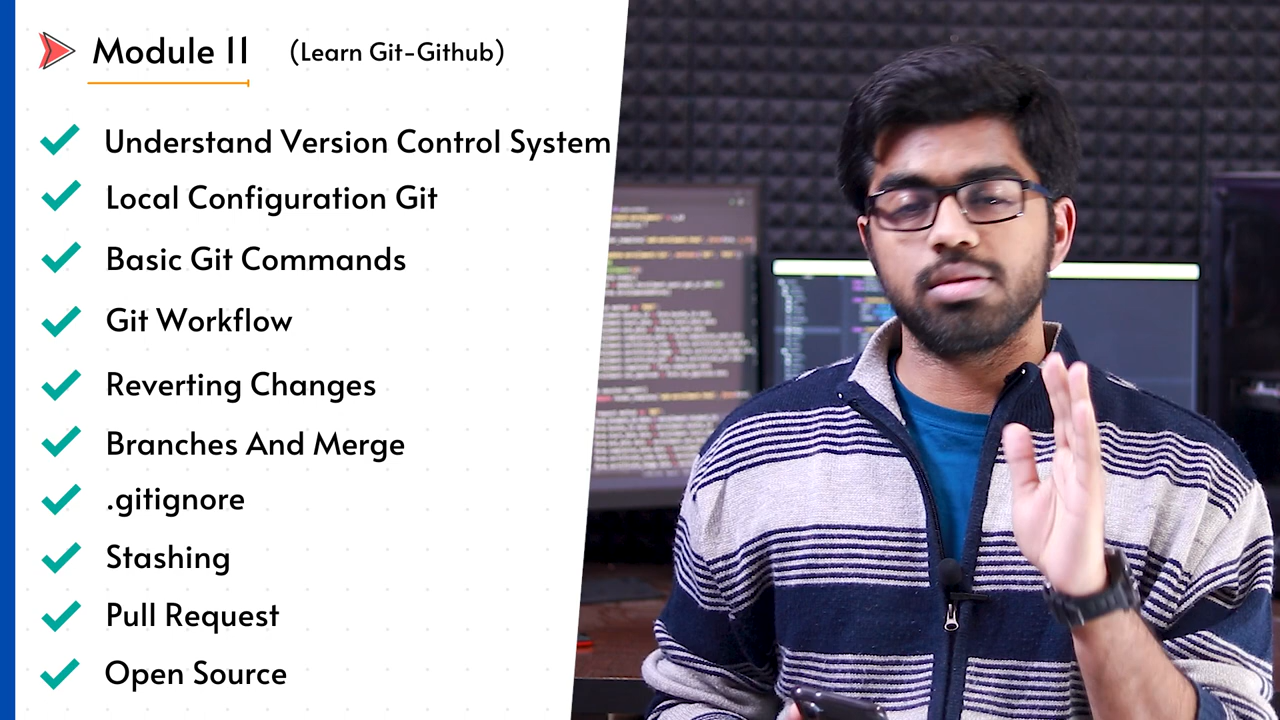 Module 11 (Learn Git-Github)
Understand Version Control System
Local Configuration Git
Basic Git Commands
Git Workflow
Reverting Changes
Branches And Merge
.gitignore
Stashing
Pull Request
Open Source